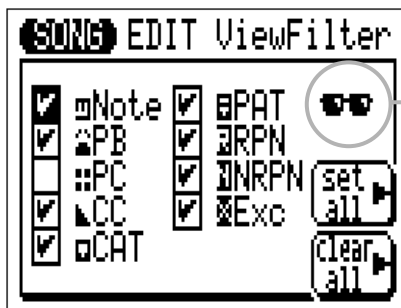 SONG EDIT ViewFilter
Note PAT
PB RPN
PC NRPN
CC Exc
CAT
set all
clear all